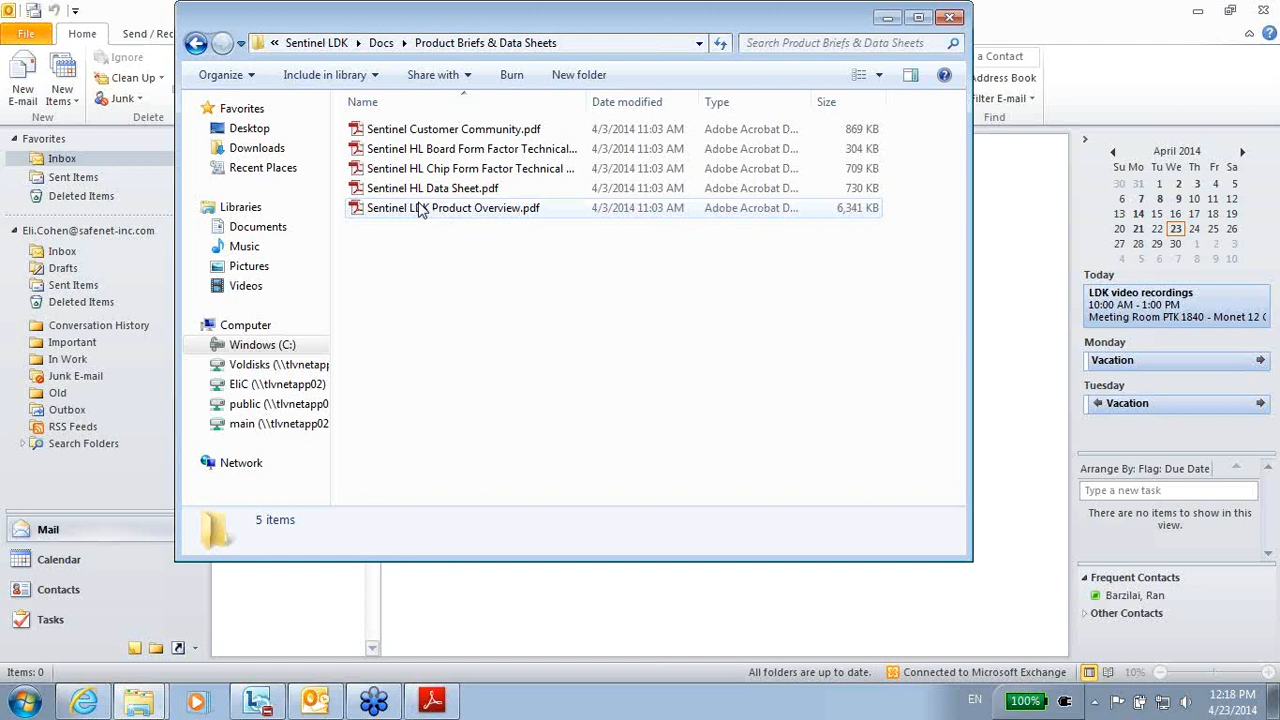 File
Home
Send / Rec
New
E-mail
New
Items
New
Ignore
Clean Up
Junk
Delete
Favorites
Inbox
Sent Items
Deleted Items
Eli.Cohen@safenet-inc.com
Inbox
Drafts
Sent Items
Deleted Items
Conversation History
Important
In Work
Junk E-mail
Old
Outbox
RSS Feeds
Search Folders
Mail
Calendar
Contacts
Tasks
Items: 0
« Sentinel LDK Docs Product Briefs & Data Sheets
Search Product Briefs & Data Sheets
Organize
Include in library
Share with
Burn
New folder
Favorites
Desktop
Downloads
Recent Places
Libraries
Documents
Music
Pictures
Videos
Computer
Windows (C:)
Voldisks (\\tlvnetapp
EliC (\\tlvnetapp02)
public (\\tlvnetapp0
main (\\tlvnetapp02
Network
Name Date modified Type Size
Sentinel Customer Community.pdf 4/3/2014 11:03 AM Adobe Acrobat D... 869 KB
Sentinel HL Board Form Factor Technical... 4/3/2014 11:03 AM Adobe Acrobat D... 304 KB
Sentinel HL Chip Form Factor Technical ... 4/3/2014 11:03 AM Adobe Acrobat D... 709 KB
Sentinel HL Data Sheet.pdf 4/3/2014 11:03 AM Adobe Acrobat D... 730 KB
Sentinel LDK Product Overview.pdf 4/3/2014 11:03 AM Adobe Acrobat D... 6,341 KB
5 items
a Contact
Address Book
Filter E-mail
Find
April 2014
Su Mo Tu We Th Fr Sa
30 31 1 2 3 4 5
6 7 8 9 10 11 12
13 14 15 16 17 18 19
20 21 22 23 24 25 26
27 28 29 30 1 2 3
4 5 6 7 8 9 10
Today
LDK video recordings
10:00 AM - 1:00 PM
Meeting Room PTK 1840 - Monet 12
Monday
Vacation
Tuesday
Vacation
Arrange By: Flag: Due Date
Type a new task
There are no items to show in this
view.
Frequent Contacts
Barzilai, Ran
Other Contacts
All folders are up to date. Connected to Microsoft Exchange 10%
EN
100%
12:18 PM
4/23/2014